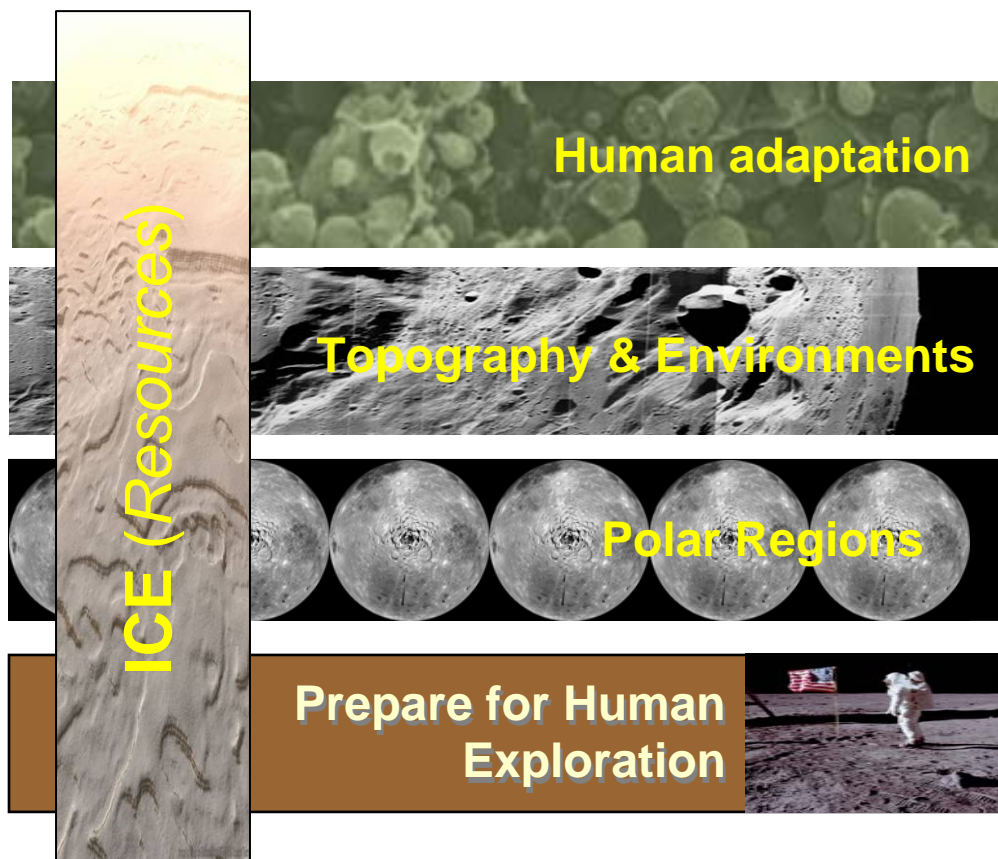 Human adaptation
Topography & Environments
ICE (Resources)
Polar Regions
Prepare for Human
Exploration